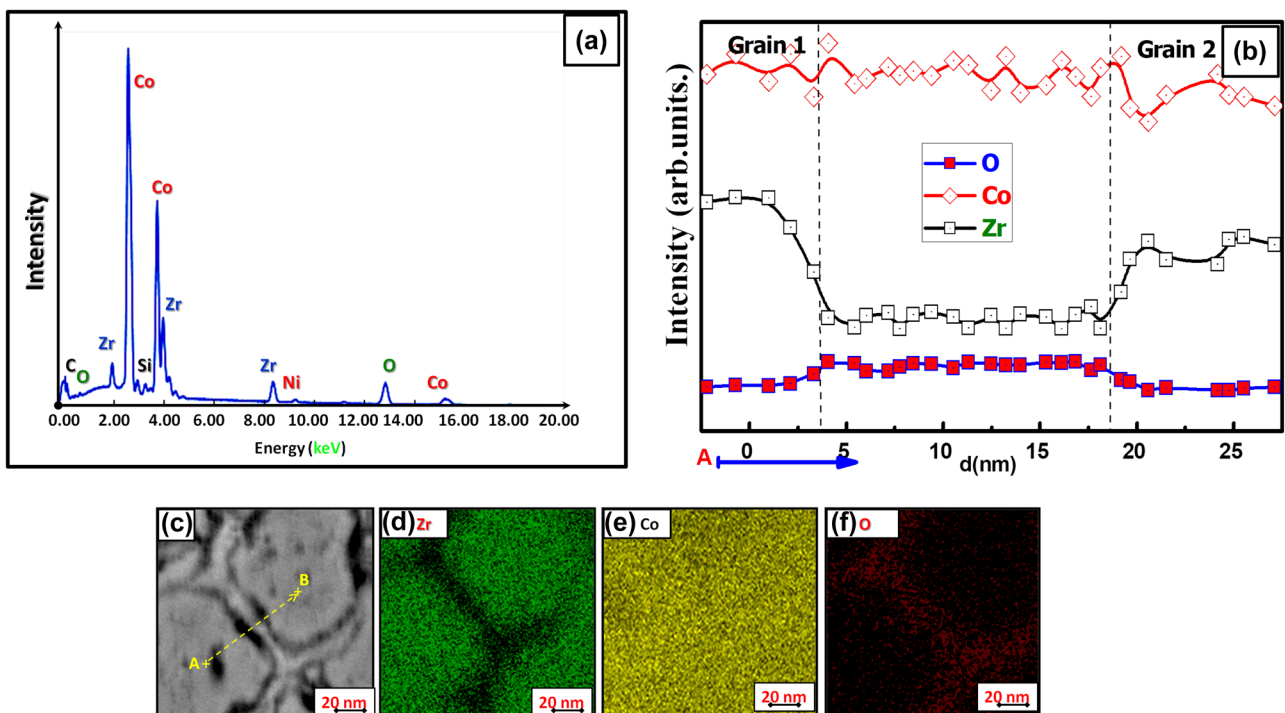 (a)
Co
Co
Zr
Zr
C
O
Si
Zr
Ni
O
Co
Intensity
0.00 2.00 4.00 6.00 8.00 10.00 12.00 14.00 16.00 18.00 20.00
Energy (keV)
(b)
Grain 1
Grain 2
O
Co
Zr
Intensity (arb.units.)
0 5 10 15 20 25
d(nm)
A
(c)
B
A
20 nm
(d) Zr
20 nm
(e) Co
20 nm
(f) O
20 nm